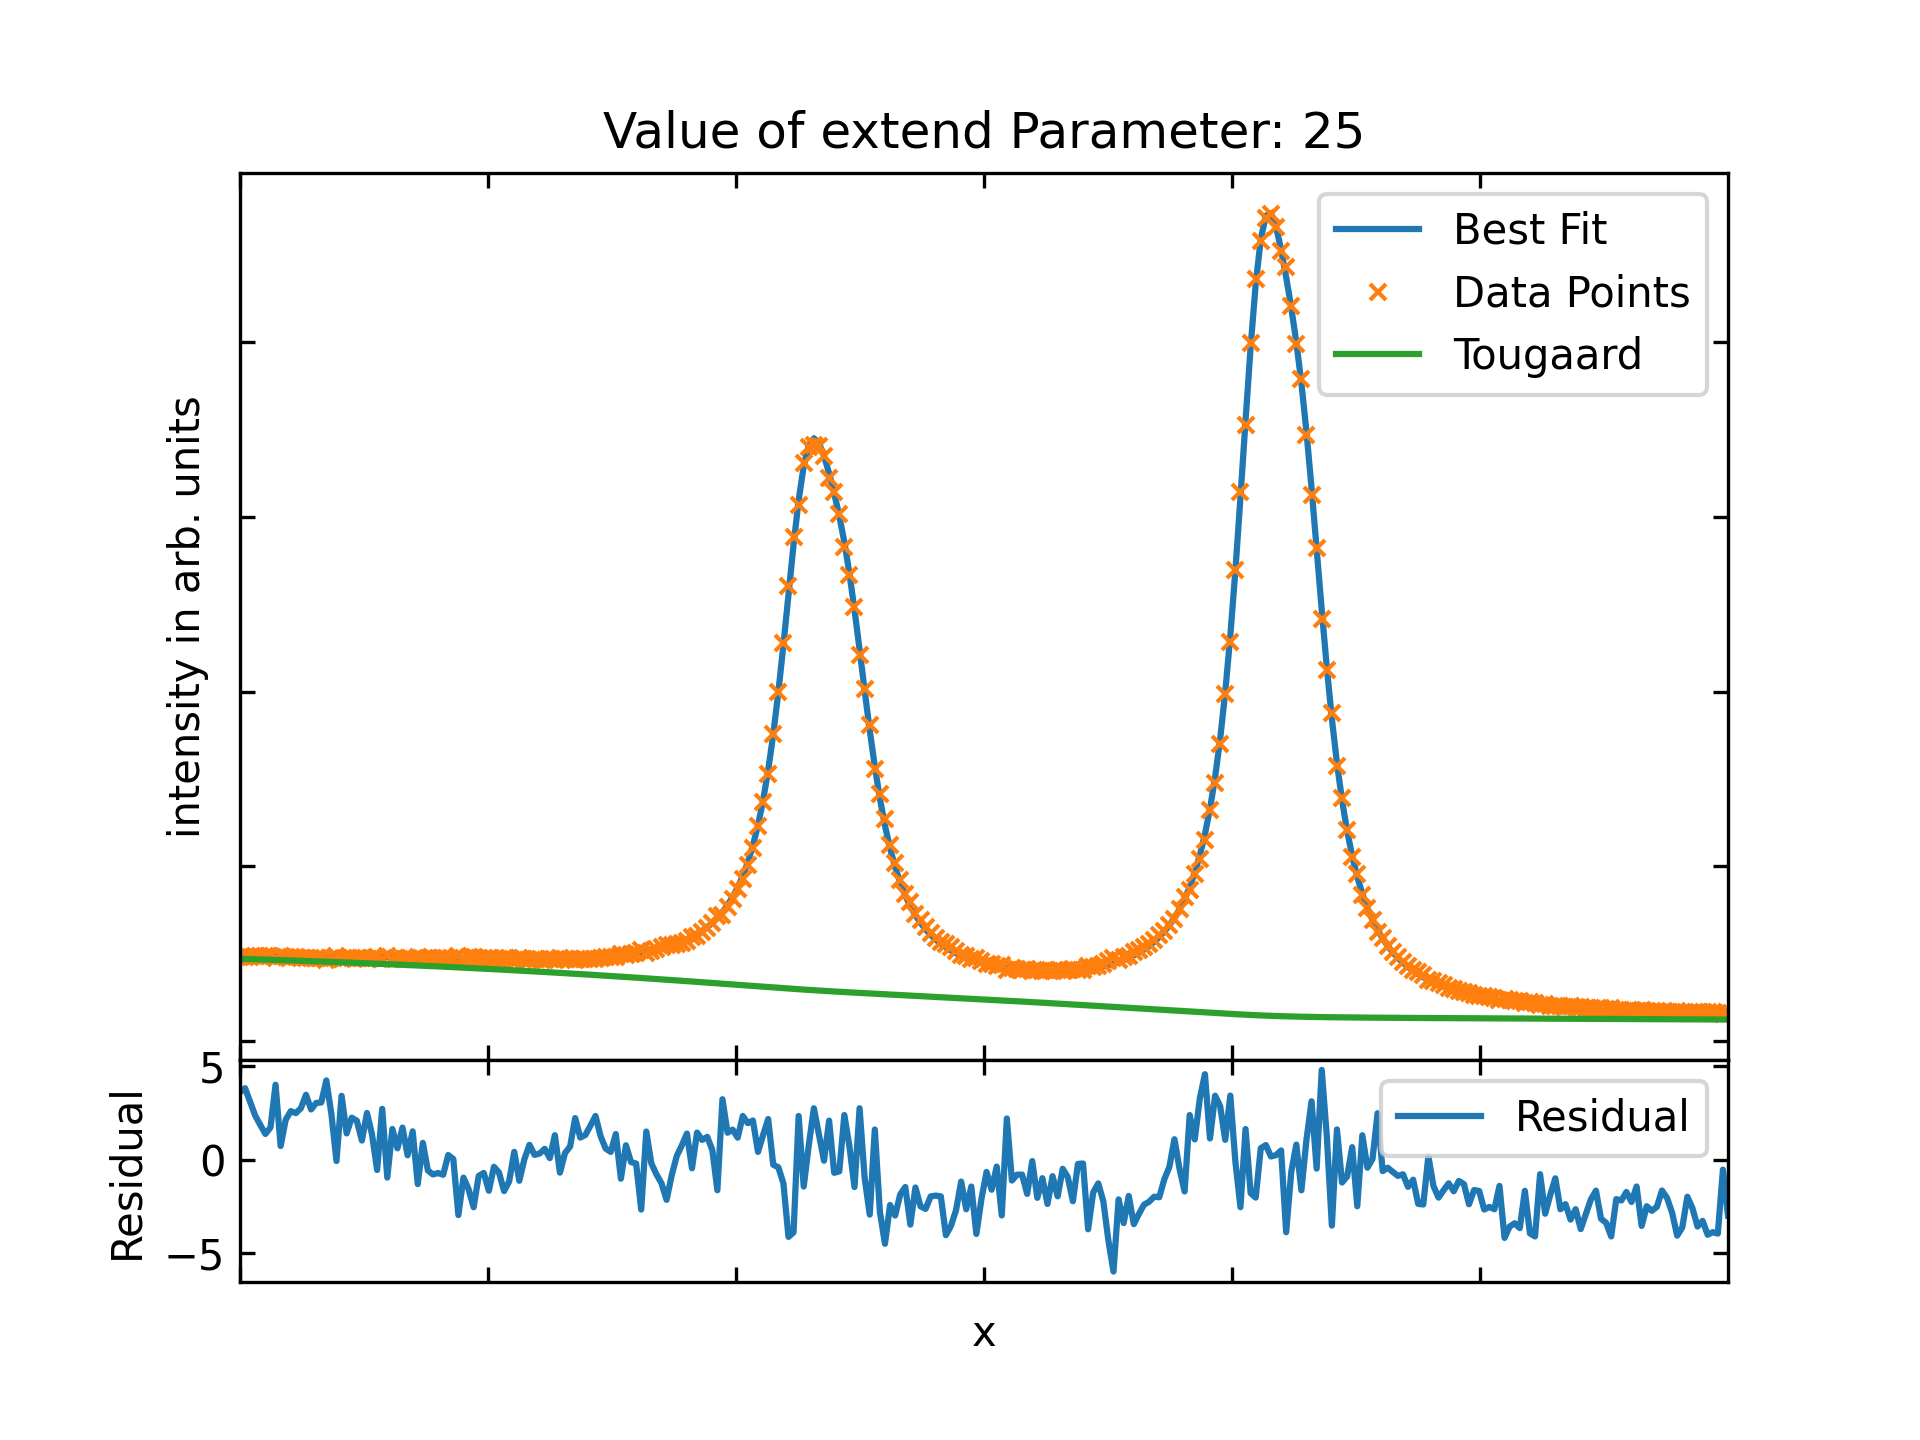 Value of extend Parameter: 25
intensity in arb. units
Best Fit
Data Points
Tougaard
Residual
5
0
−5
Residual
x